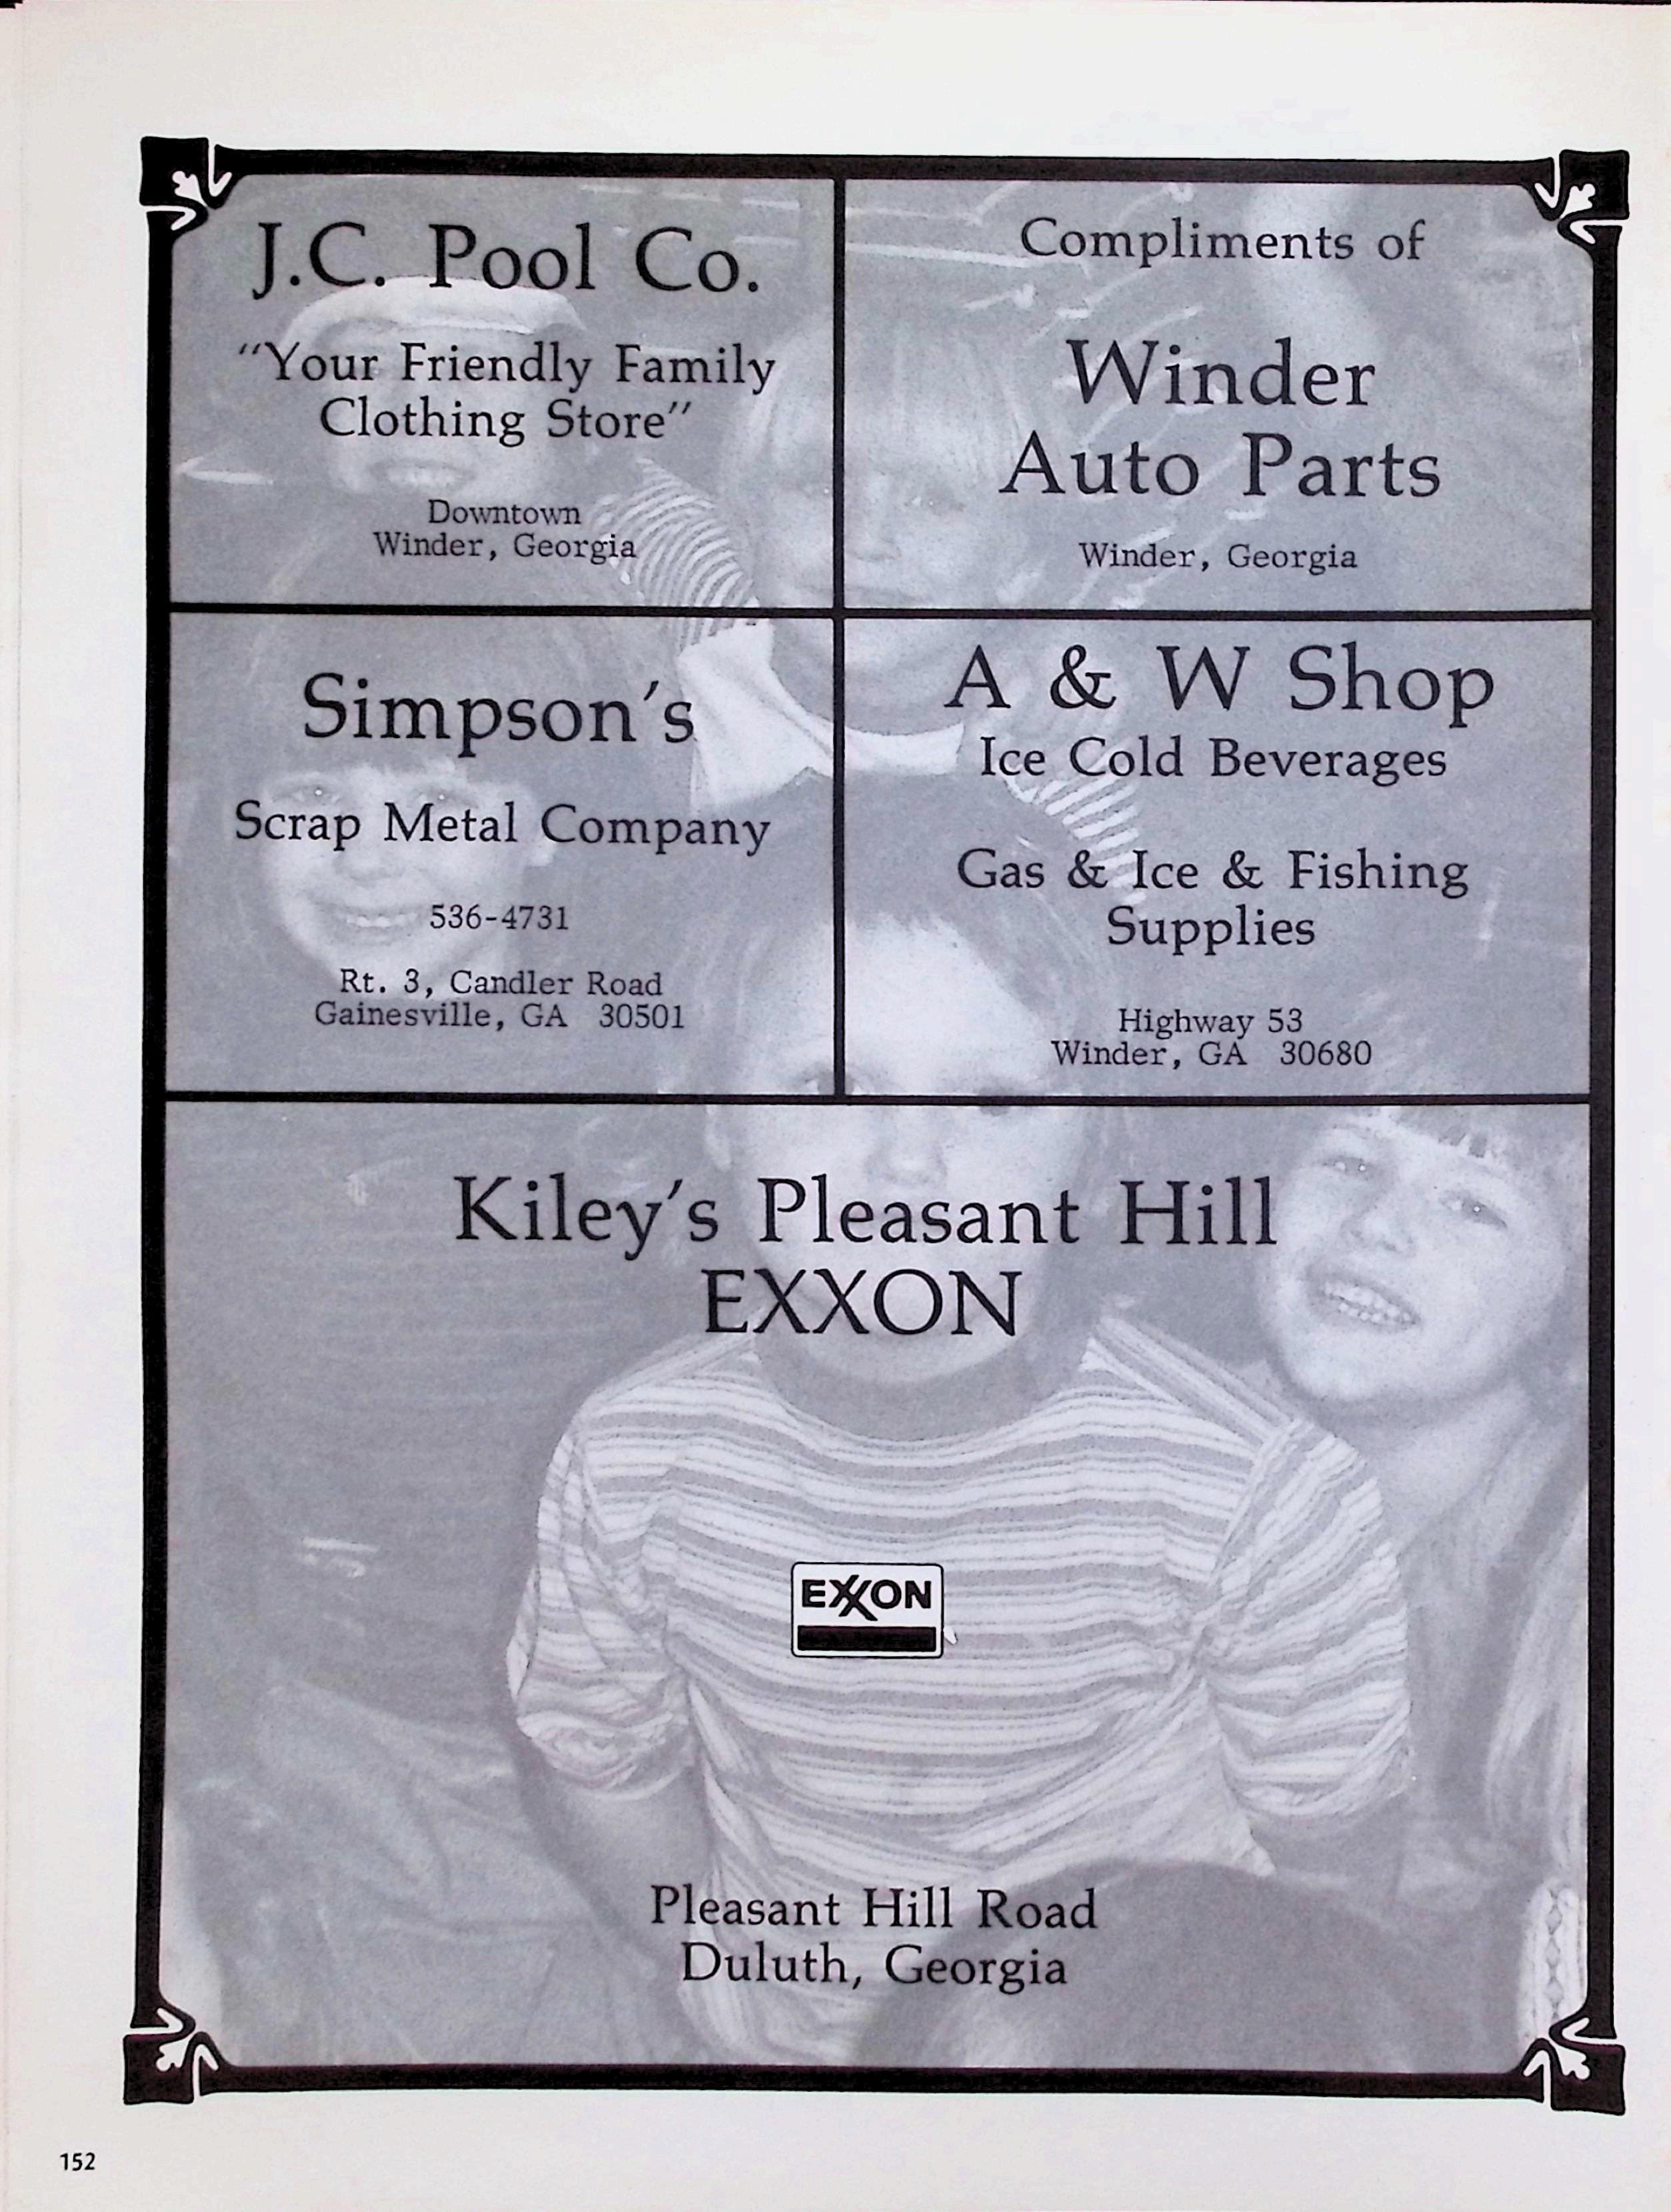 J.C. Pool Co.
"Your Friendly Family
Clothing Store"
Downtown
Winder, Georgia
Compliments of
Winder
Auto Parts
Winder, Georgia
Simpson's
Scrap Metal Company
536-4731
Rt. 3, Candler Road
Gainesville, GA 30501
A & W Shop
Ice Cold Beverages
Gas & Ice & Fishing
Supplies
Highway 53
Winder, GA 30680
Kiley's Pleasant Hill
EXXON
EXXON
Pleasant Hill Road
Duluth, Georgia
152